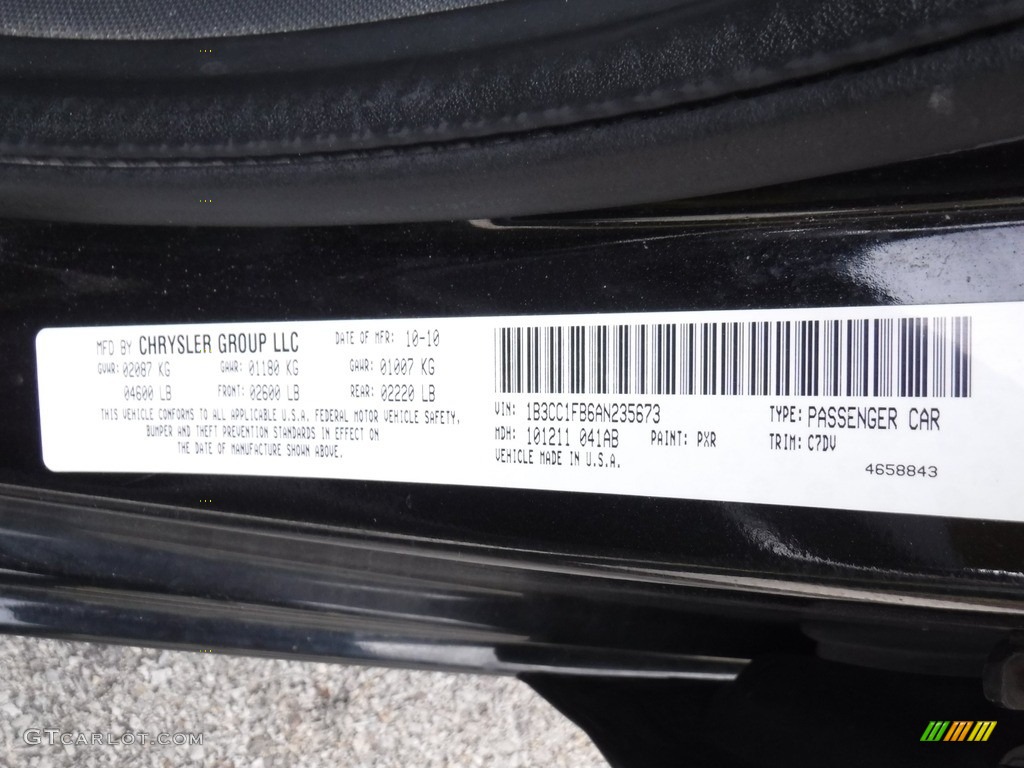 MFD BY CHRYSLER GROUP LLC DATE OF MFR: 10-10
GVWR: 02087 KG GAWR: 01180 KG GAWR: 01007 KG
04600 LB FRONT: 02600 LB REAR: 02220 LB
THIS VEHICLE CONFORMS TO ALL APPLICABLE U.S.A. FEDERAL MOTOR VEHICLE SAFETY,
BUMPER AND THEFT PREVENTION STANDARDS IN EFFECT ON
THE DATE OF MANUFACTURE SHOWN ABOVE.
VIN: 1B3CC1FB6AN235673 TYPE: PASSENGER CAR
MDH: 101211 041AB PAINT: PXR TRIM: C7DV
VEHICLE MADE IN U.S.A.
4658843
GTCARLOT.COM